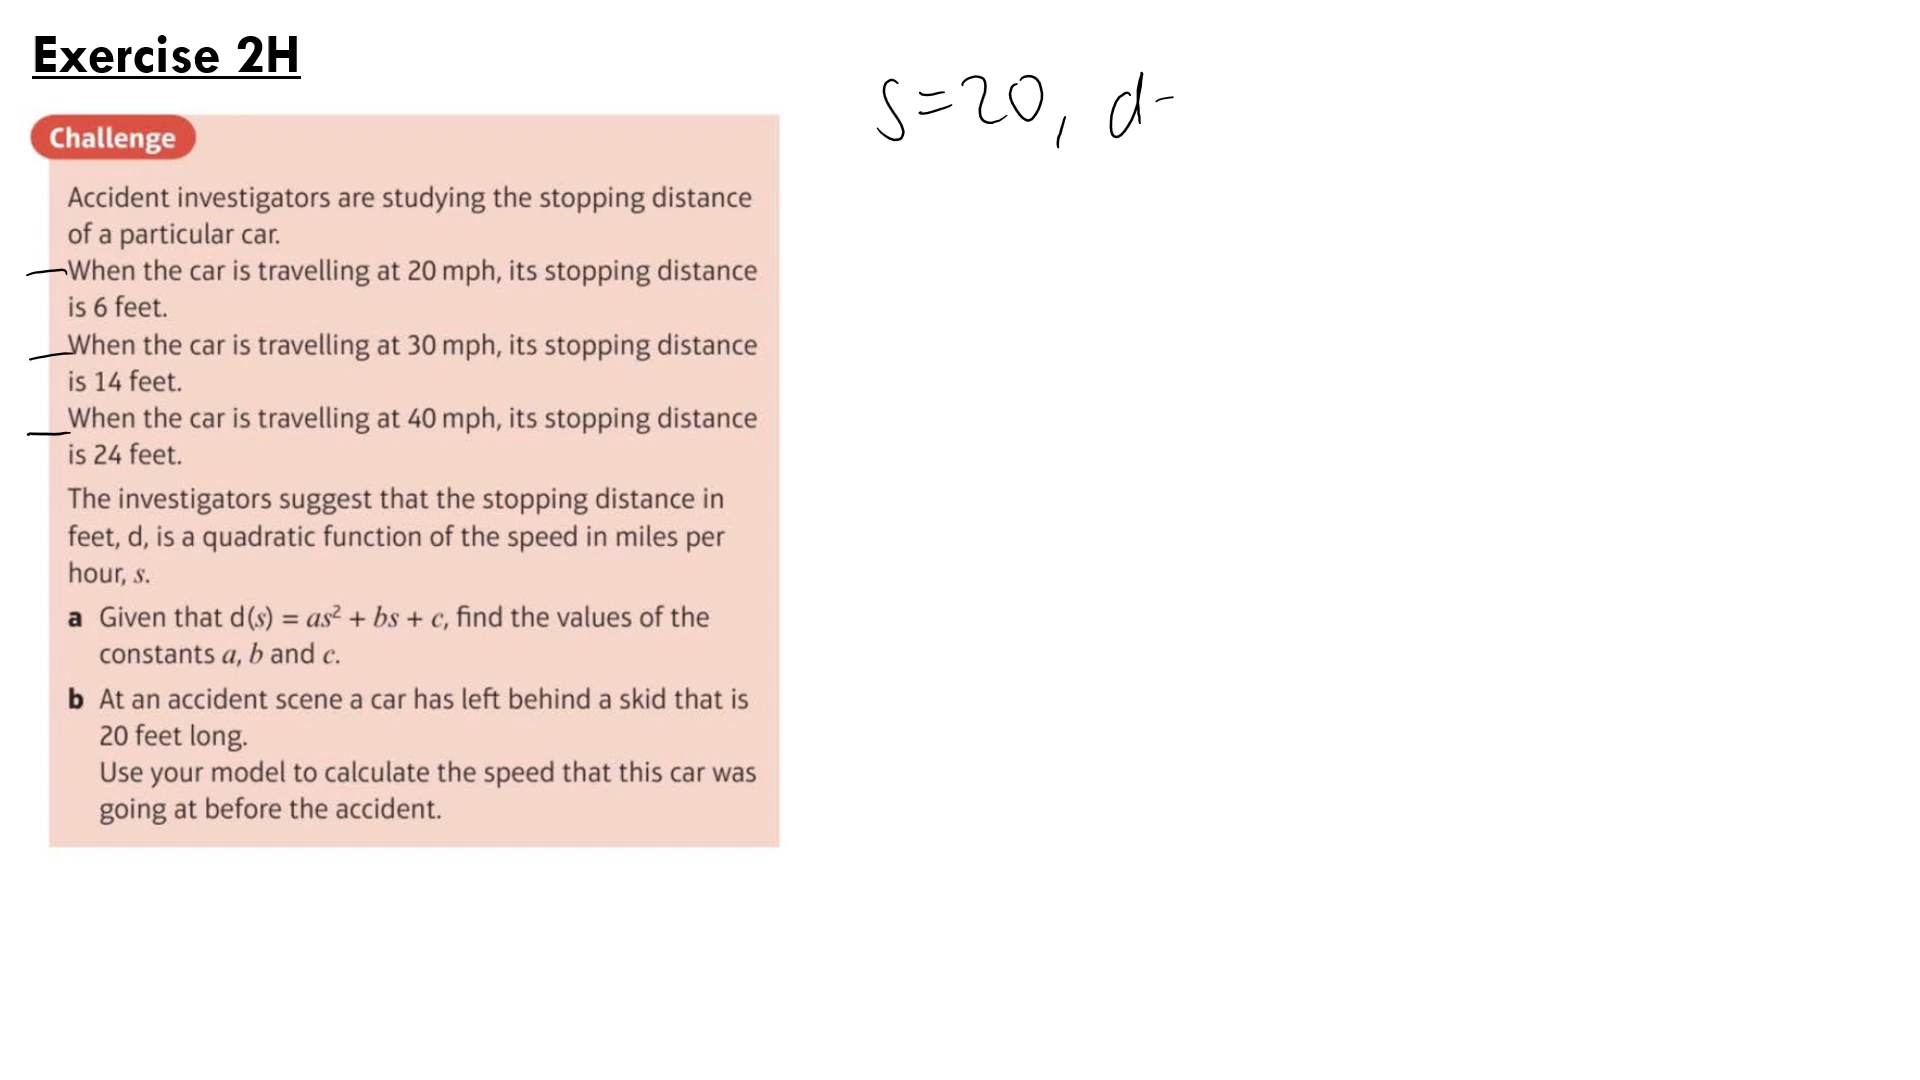 Exercise 2H
s=20, d-
Challenge
Accident investigators are studying the stopping distance
of a particular car.
When the car is travelling at 20 mph, its stopping distance
is 6 feet.
When the car is travelling at 30 mph, its stopping distance
is 14 feet.
When the car is travelling at 40 mph, its stopping distance
is 24 feet.
The investigators suggest that the stopping distance in
feet, d, is a quadratic function of the speed in miles per
hour, s.
a Given that d(s) = as² + bs + c, find the values of the
constants a, b and c.
b At an accident scene a car has left behind a skid that is
20 feet long.
Use your model to calculate the speed that this car was
going at before the accident.